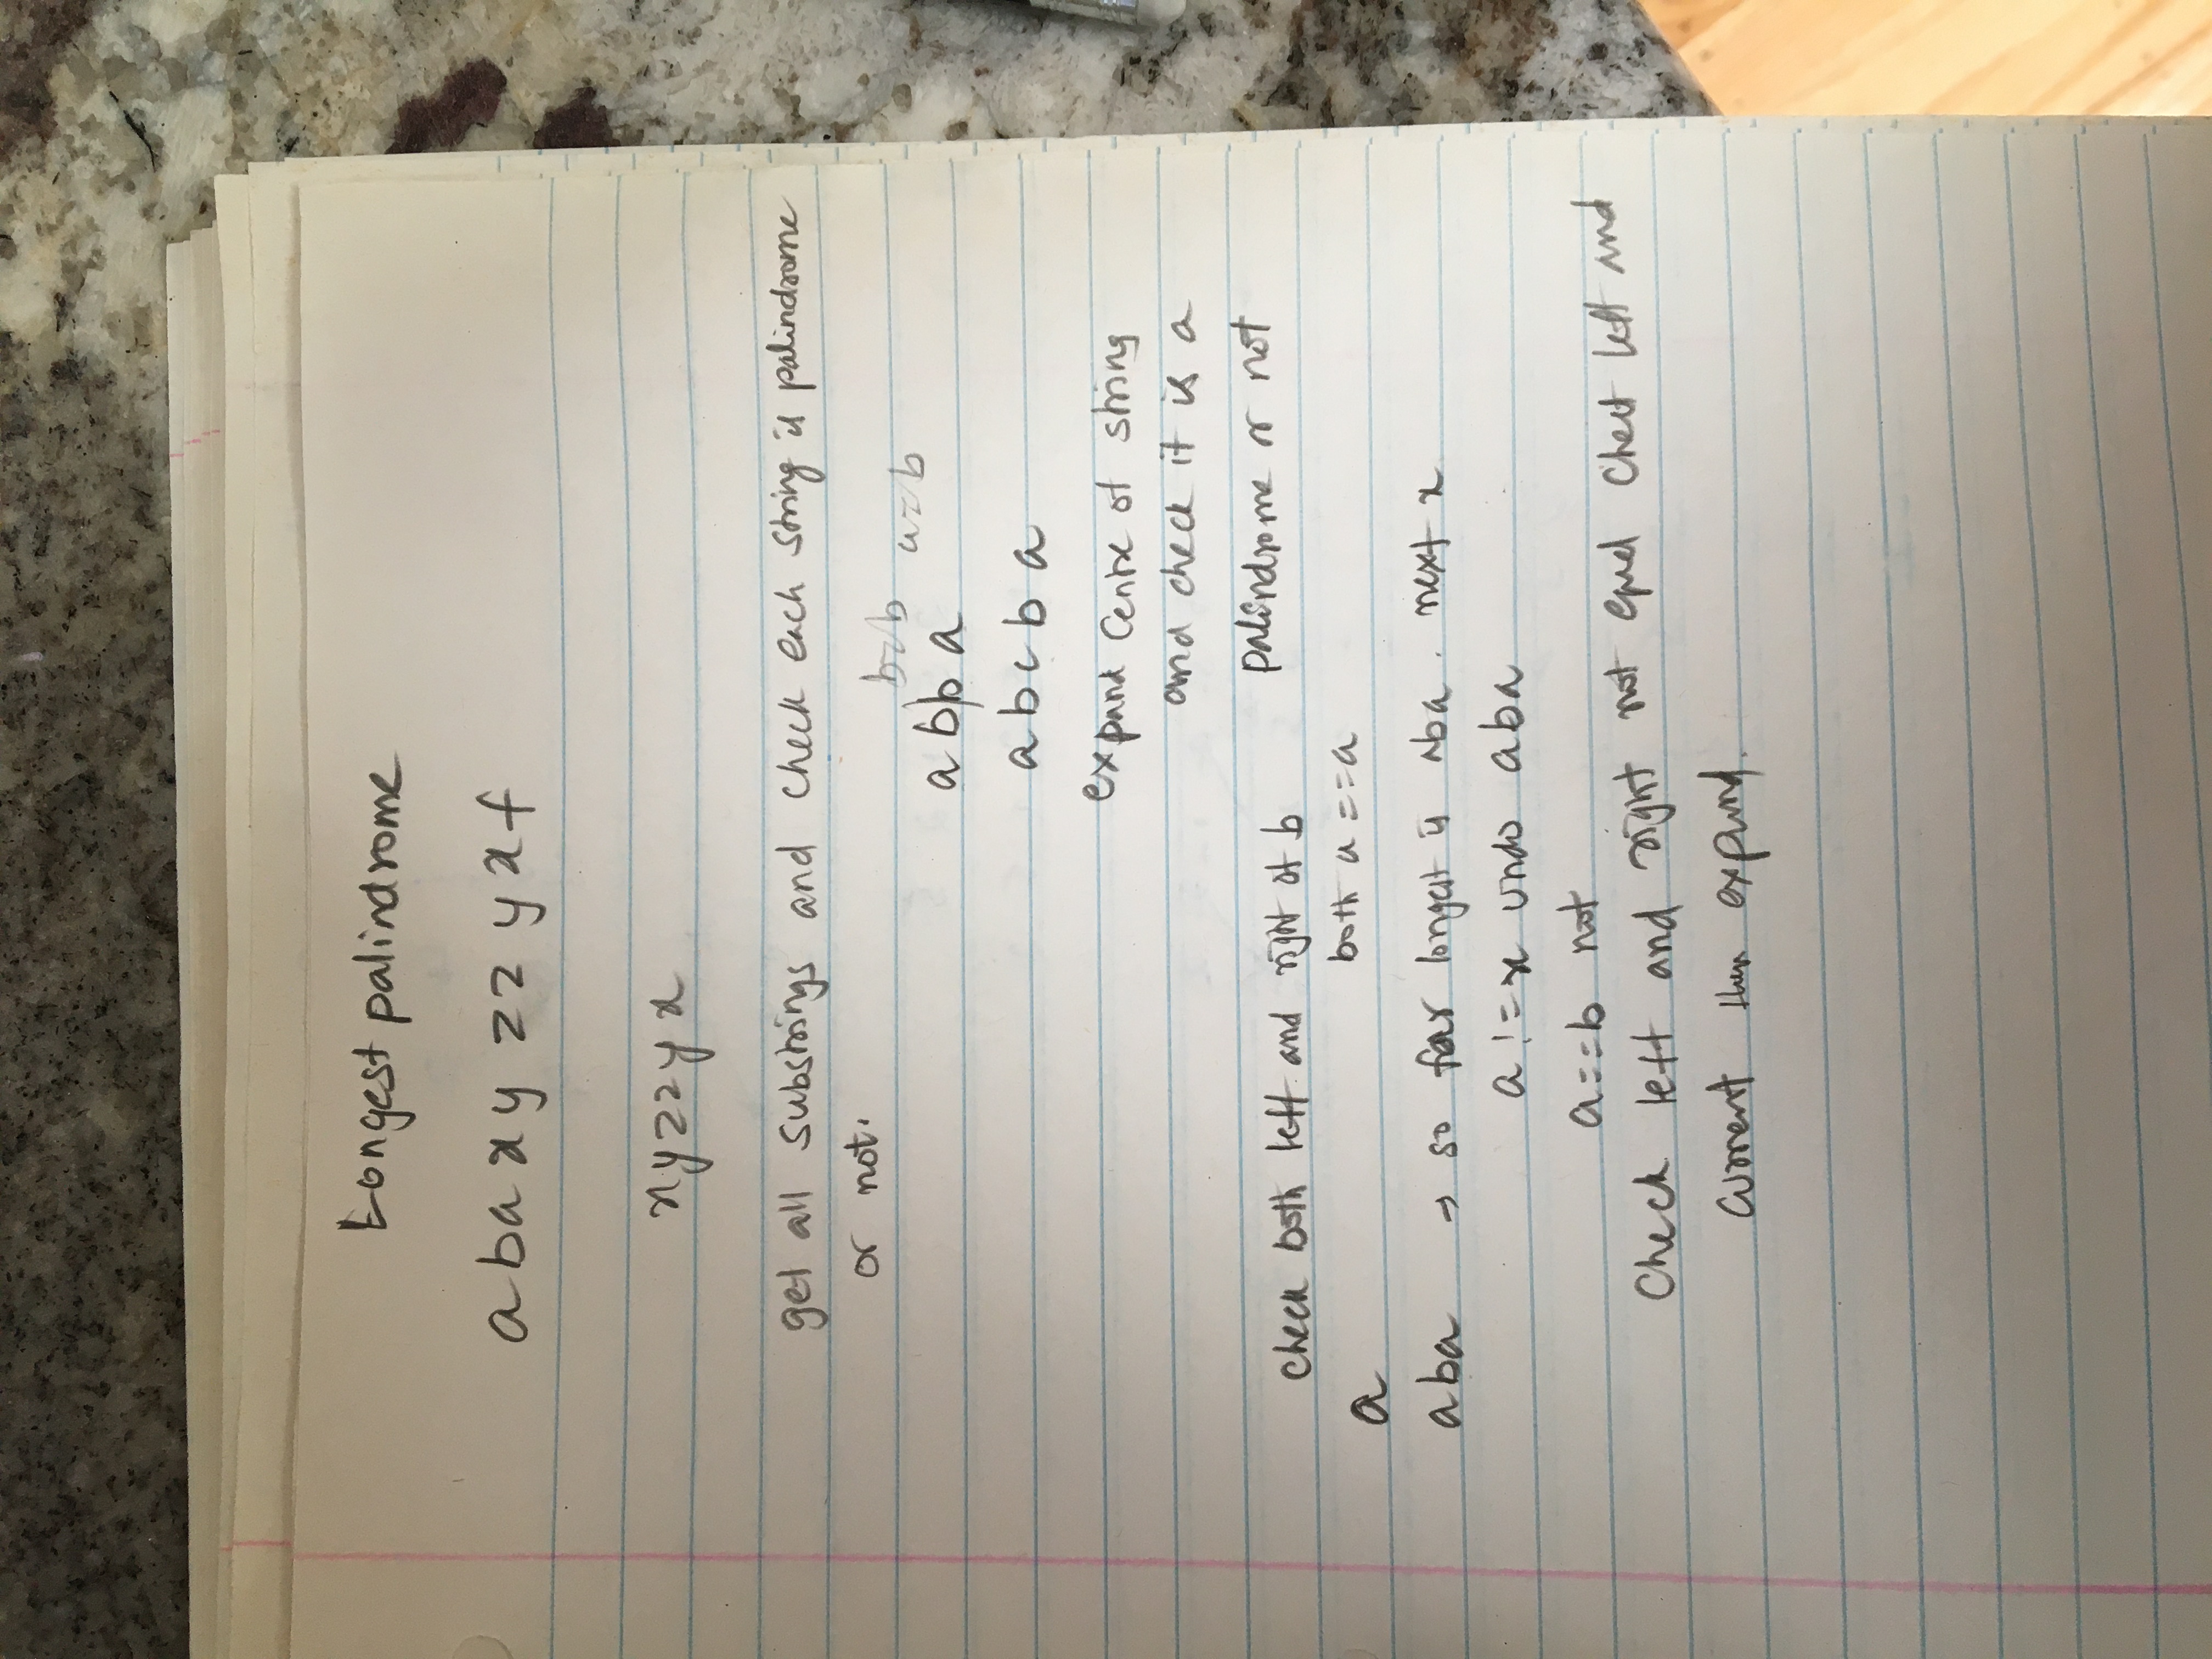 Longest palindrome
abaxyzzyxf
xyzzyx
get all substrings and check each string is palindrome
or not.
b=b a=b
abba
abcba
expand centre of string
and check it is a
palindrome or not
check both left and right of b
both a==a
a
aba → so far longest is aba. next x
a!=x undo aba
a==b not
Check left and right not equal check left and
current then expand.